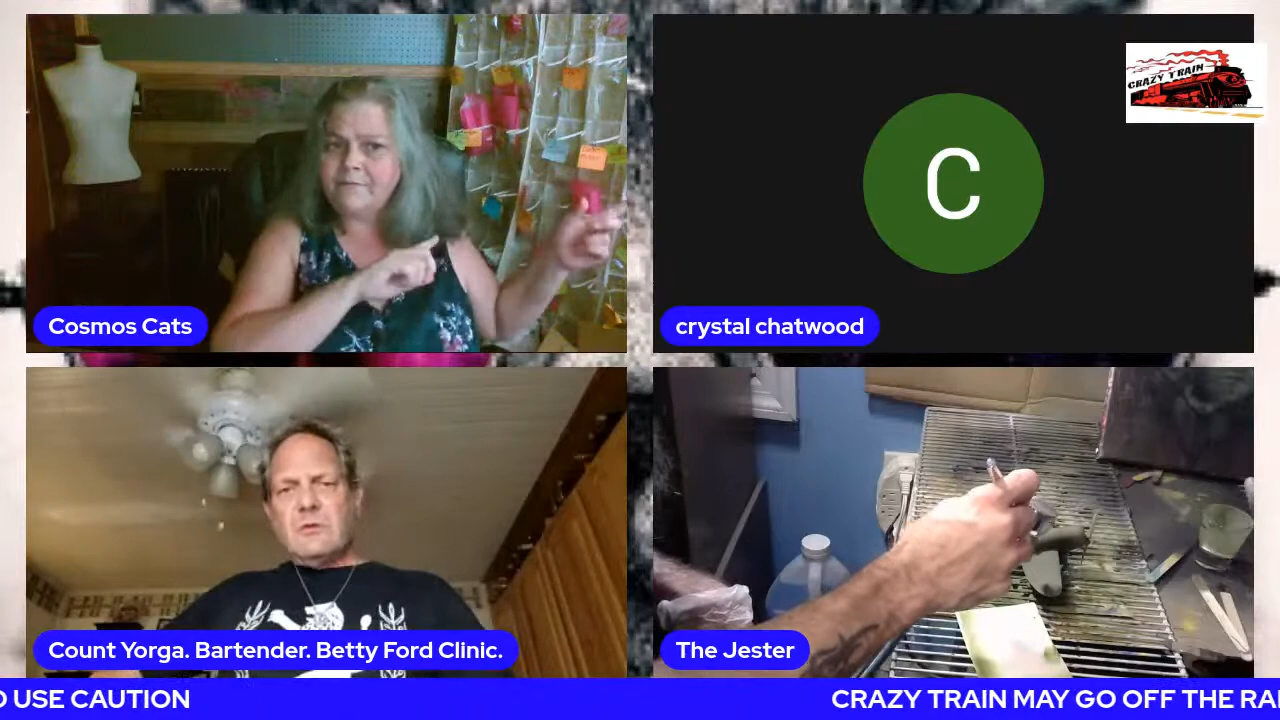 CRAZY TRAIN
Cosmos Cats
C
crystal chatwood
Count Yorga. Bartender. Betty Ford Clinic.
The Jester
USE CAUTION
CRAZY TRAIN MAY GO OFF THE